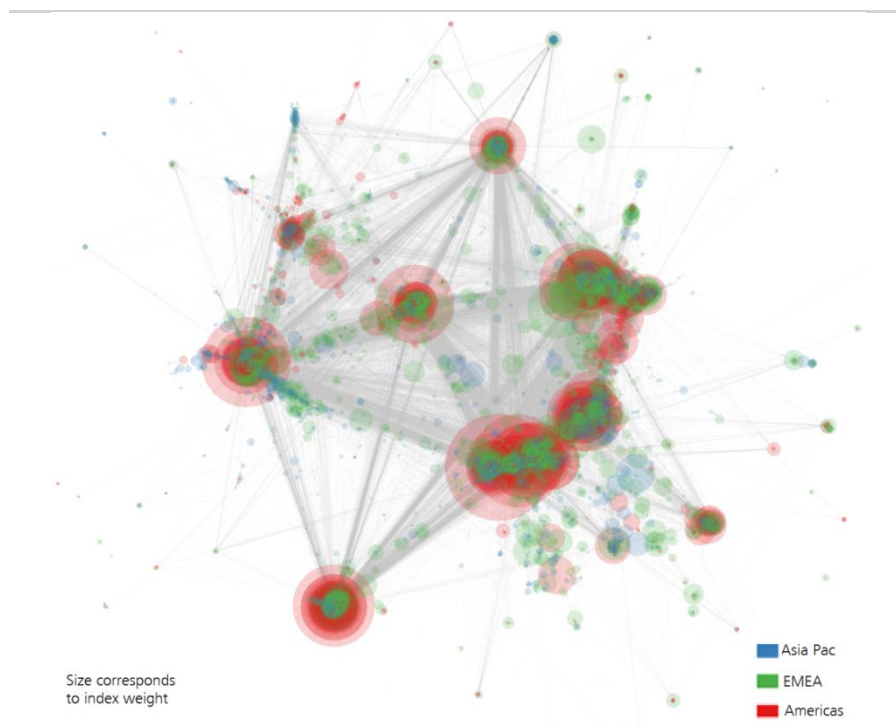 Asia Pac
EMEA
Americas
Size corresponds
to index weight